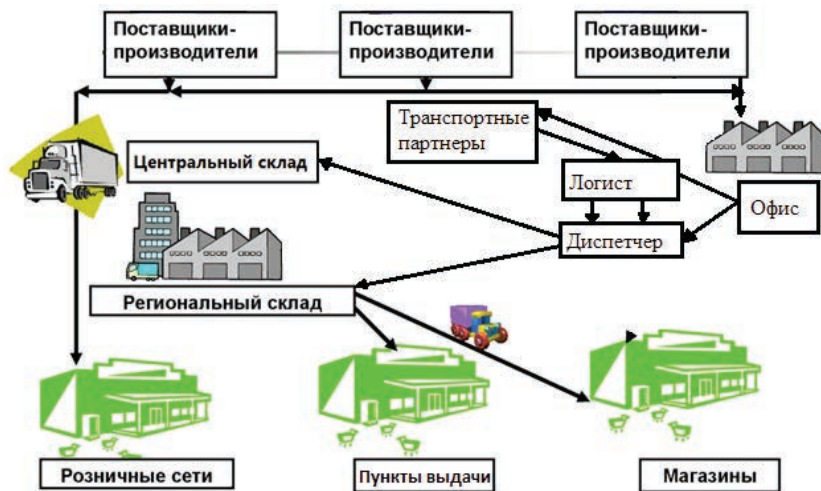 Поставщики-
производители
Поставщики-
производители
Поставщики-
производители
Транспортные
партнеры
Центральный склад
Логист
Офис
Диспетчер
Региональный склад
Розничные сети
Пункты выдачи
Магазины